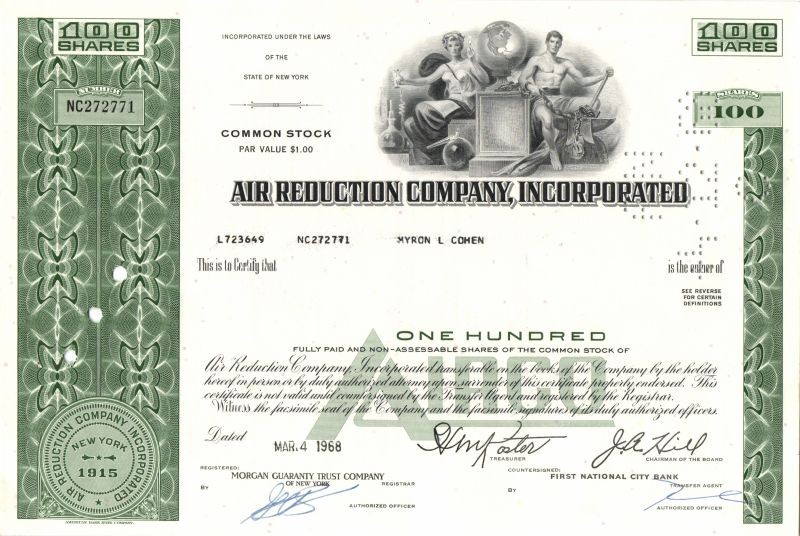 100
SHARES
NUMBER
NC272771
INCORPORATED UNDER THE LAWS
OF THE
STATE OF NEW YORK
COMMON STOCK
PAR VALUE $1.00
100
SHARES
SHARES
100
AIR REDUCTION COMPANY, INCORPORATED
L723649 NC272771 MYRON L COHEN
This is to Certify that is the owner of
SEE REVERSE
FOR CERTAIN
DEFINITIONS
ONE HUNDRED
FULLY PAID AND NON-ASSESSABLE SHARES OF THE COMMON STOCK OF
Air Reduction Company, Incorporated transferable on the books of the Company by the holder
hereof in person or by duly authorized attorney upon surrender of this certificate properly endorsed. This
certificate is not valid until countersigned by the Transfer Agent and registered by the Registrar.
Witness the facsimile seal of the Company and the facsimile signatures of its duly authorized officers.
Dated MAR. 4 1968
TREASURER
J. A. Hill
CHAIRMAN OF THE BOARD
REGISTERED:
MORGAN GUARANTY TRUST COMPANY
OF NEW YORK REGISTRAR
BY
AUTHORIZED OFFICER
COUNTERSIGNED:
FIRST NATIONAL CITY BANK
TRANSFER AGENT
BY
AUTHORIZED OFFICER
AIR REDUCTION COMPANY INCORPORATED
NEW YORK
1915
AMERICAN BANK NOTE COMPANY.